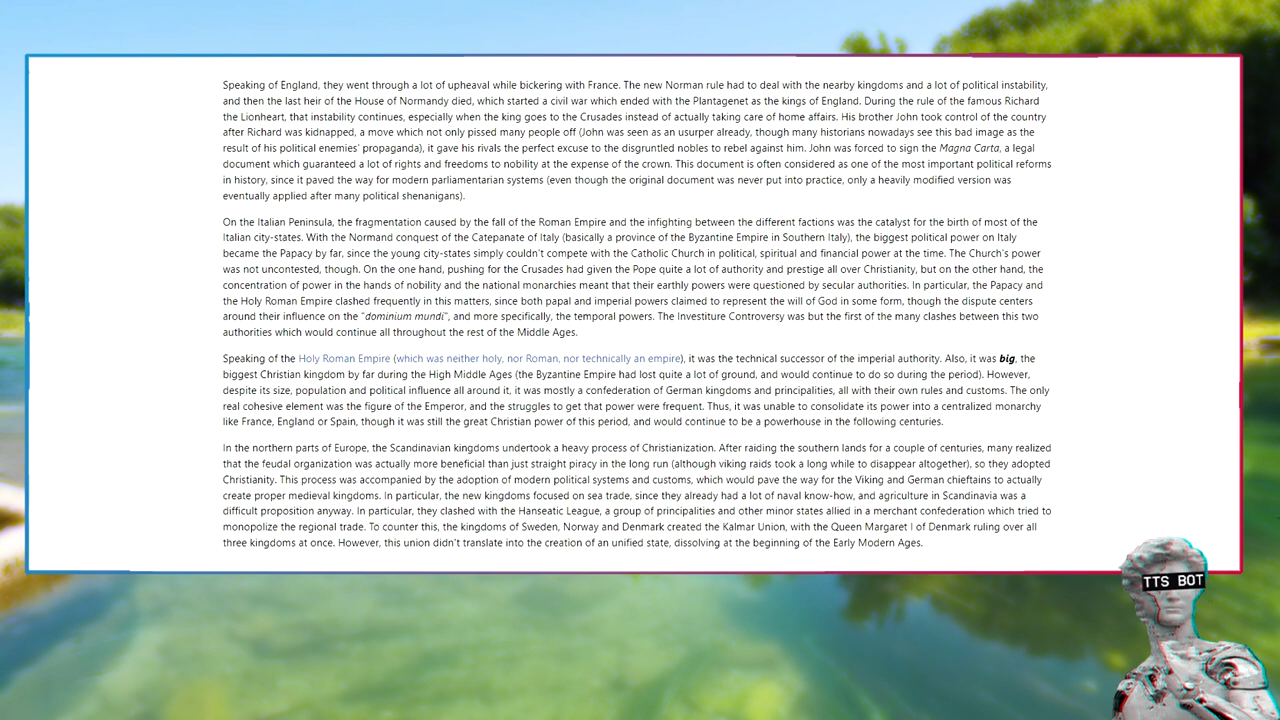 Speaking of England, they went through a lot of upheaval while bickering with France. The new Norman rule had to deal with the nearby kingdoms and a lot of political instability,
and then the last heir of the House of Normandy died, which started a civil war which ended with the Plantagenet as the kings of England. During the rule of the famous Richard
the Lionheart, that instability continues, especially when the king goes to the Crusades instead of actually taking care of home affairs. His brother John took control of the country
after Richard was kidnapped, a move which not only pissed many people off (John was seen as an usurper already, though many historians nowadays see this bad image as the
result of his political enemies' propaganda), it gave his rivals the perfect excuse to the disgruntled nobles to rebel against him. John was forced to sign the Magna Carta, a legal
document which guaranteed a lot of rights and freedoms to nobility at the expense of the crown. This document is often considered as one of the most important political reforms
in history, since it paved the way for modern parliamentarian systems (even though the original document was never put into practice, only a heavily modified version was
eventually applied after many political shenanigans).
On the Italian Peninsula, the fragmentation caused by the fall of the Roman Empire and the infighting between the different factions was the catalyst for the birth of most of the
Italian city-states. With the Normand conquest of the Catepanate of Italy (basically a province of the Byzantine Empire in Southern Italy), the biggest political power on Italy
became the Papacy by far, since the young city-states simply couldn't compete with the Catholic Church in political, spiritual and financial power at the time. The Church's power
was not uncontested, though. On the one hand, pushing for the Crusades had given the Pope quite a lot of authority and prestige all over Christianity, but on the other hand, the
concentration of power in the hands of nobility and the national monarchies meant that their earthly powers were questioned by secular authorities. In particular, the Papacy and
the Holy Roman Empire clashed frequently in this matters, since both papal and imperial powers claimed to represent the will of God in some form, though the dispute centers
around their influence on the "dominium mundi", and more specifically, the temporal powers. The Investiture Controversy was but the first of the many clashes between this two
authorities which would continue all throughout the rest of the Middle Ages.
Speaking of the Holy Roman Empire (which was neither holy, nor Roman, nor technically an empire), it was the technical successor of the imperial authority. Also, it was big, the
biggest Christian kingdom by far during the High Middle Ages (the Byzantine Empire had lost quite a lot of ground, and would continue to do so during the period). However,
despite its size, population and political influence all around it, it was mostly a confederation of German kingdoms and principalities, all with their own rules and customs. The only
real cohesive element was the figure of the Emperor, and the struggles to get that power were frequent. Thus, it was unable to consolidate its power into a centralized monarchy
like France, England or Spain, though it was still the great Christian power of this period, and would continue to be a powerhouse in the following centuries.
In the northern parts of Europe, the Scandinavian kingdoms undertook a heavy process of Christianization. After raiding the southern lands for a couple of centuries, many realized
that the feudal organization was actually more beneficial than just straight piracy in the long run (although viking raids took a long while to disappear altogether), so they adopted
Christianity. This process was accompanied by the adoption of modern political systems and customs, which would pave the way for the Viking and German chieftains to actually
create proper medieval kingdoms. In particular, the new kingdoms focused on sea trade, since they already had a lot of naval know-how, and agriculture in Scandinavia was a
difficult proposition anyway. In particular, they clashed with the Hanseatic League, a group of principalities and other minor states allied in a merchant confederation which tried to
monopolize the regional trade. To counter this, the kingdoms of Sweden, Norway and Denmark created the Kalmar Union, with the Queen Margaret I of Denmark ruling over all
three kingdoms at once. However, this union didn't translate into the creation of an unified state, dissolving at the beginning of the Early Modern Ages.
TTS BOT